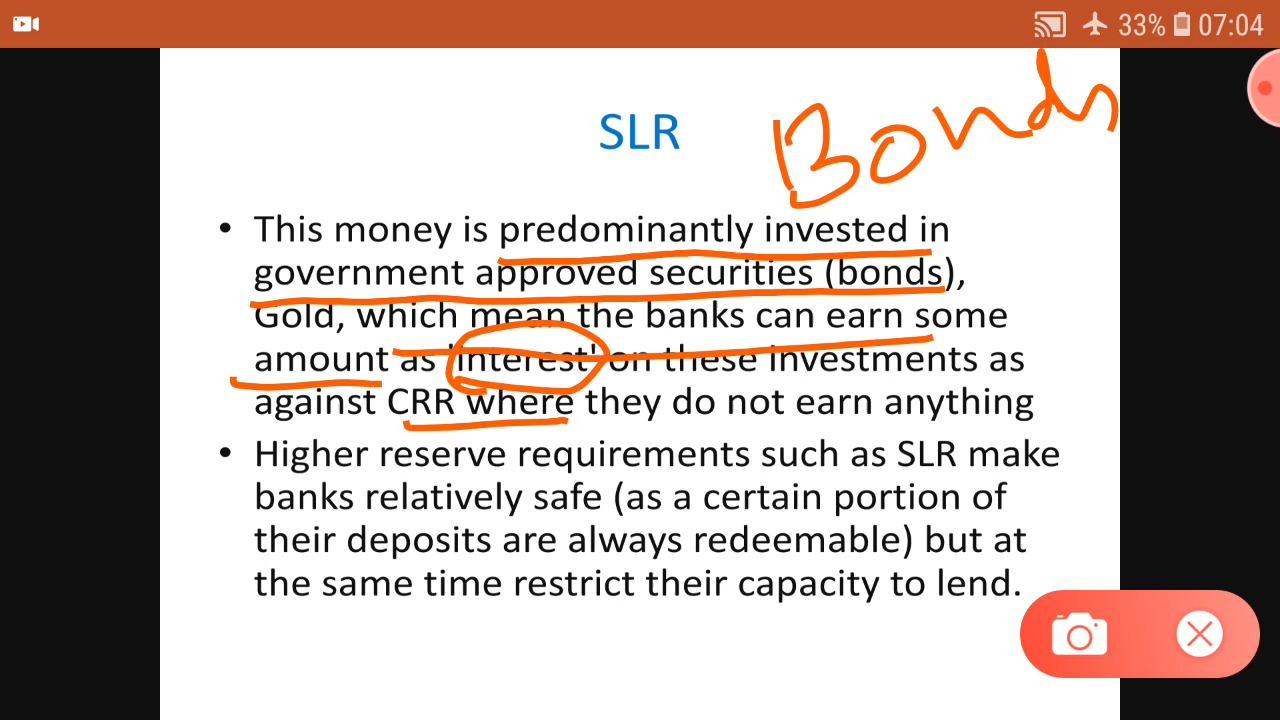 33% 07:04
SLR
Bonds
• This money is predominantly invested in
government approved securities (bonds),
Gold, which mean the banks can earn some
amount as 'interest' on these investments as
against CRR where they do not earn anything
• Higher reserve requirements such as SLR make
banks relatively safe (as a certain portion of
their deposits are always redeemable) but at
the same time restrict their capacity to lend.